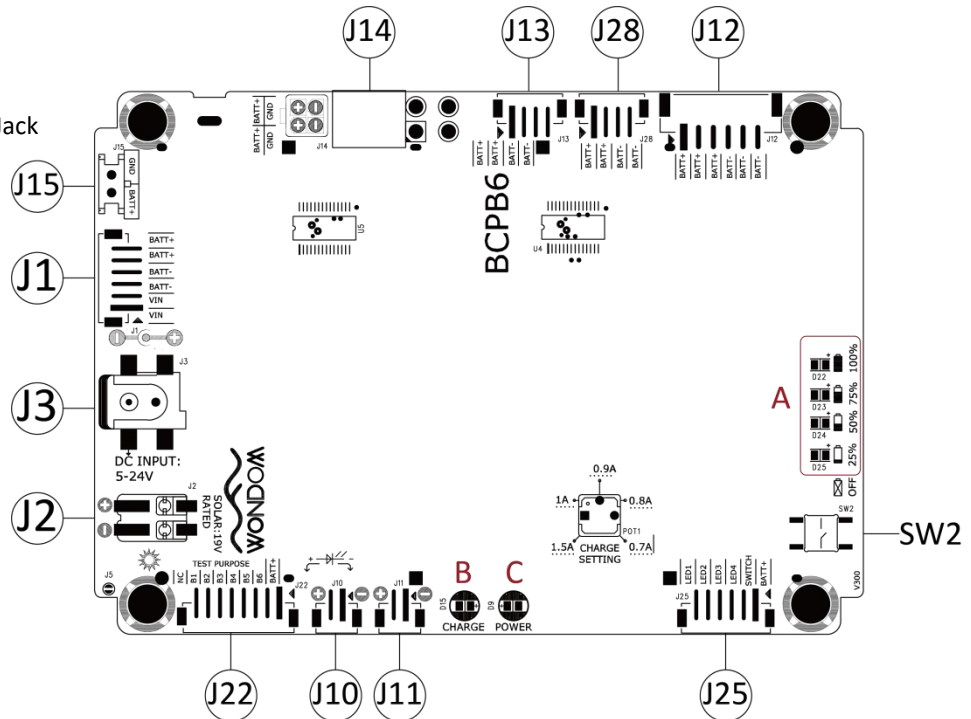 J14
J13
J28
J12
Jack
J15
J15
GND
BATT+
BATT+
BATT+
GND
GND
J14
BATT+
BATT+
BATT-
BATT-
J13
BATT+
BATT+
BATT-
BATT-
J28
BATT+
BATT+
BATT+
BATT-
BATT-
BATT-
J12
U5
BCPB6
U4
J1
BATT+
BATT+
BATT-
BATT-
VIN
VIN
J1
J3
J3
DC INPUT:
5-24V
J2
J2
SOLAR:19V
RATED
WONDOM
A
D22
100%
D23
75%
D24
50%
D25
25%
OFF
SW2
SW2
0.9A
1A
0.8A
POT1
1.5A
0.7A
CHARGE
SETTING
J5
TEST PURPOSE
NC
B1
B2
B3
B4
B5
B6
BATT+
J22
J10
J11
B
D15
CHARGE
C
D9
POWER
J25
LED1
LED2
LED3
LED4
SWITCH
BATT+
V300
J22
J10
J11
J25